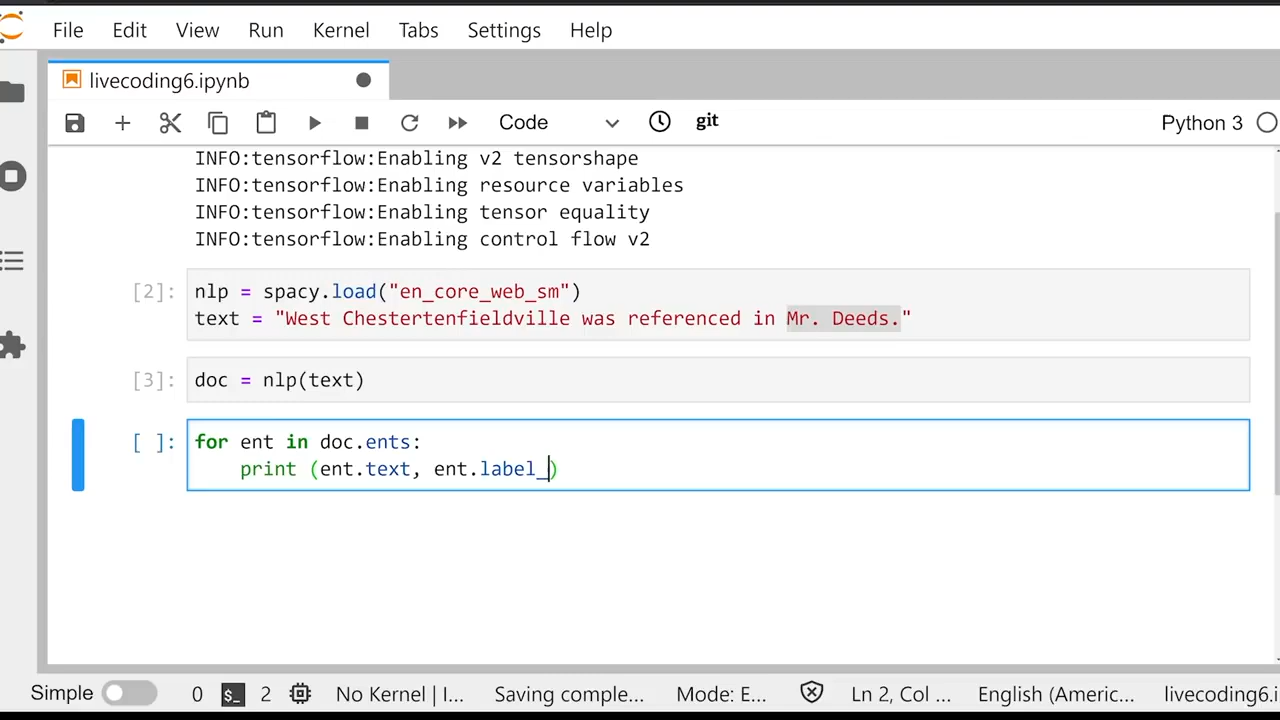 File Edit View Run Kernel Tabs Settings Help
livecoding6.ipynb
Code git Python 3
INFO:tensorflow:Enabling v2 tensorshape
INFO:tensorflow:Enabling resource variables
INFO:tensorflow:Enabling tensor equality
INFO:tensorflow:Enabling control flow v2
[2]: nlp = spacy.load("en_core_web_sm")
text = "West Chestertenfieldville was referenced in Mr. Deeds."
[3]: doc = nlp(text)
[ ]: for ent in doc.ents:
print (ent.text, ent.label_)
Simple 0 $_ 2 No Kernel | I... Saving comple... Mode: E... Ln 2, Col ... English (Americ... livecoding6.i